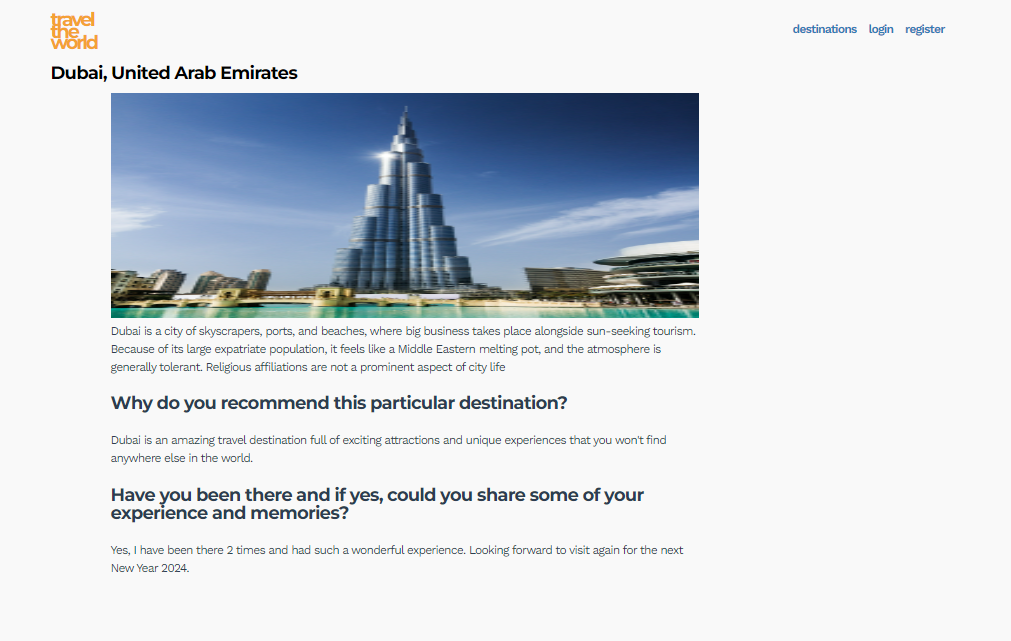 travel
the
world
destinations login register
Dubai, United Arab Emirates
Dubai is a city of skyscrapers, ports, and beaches, where big business takes place alongside sun-seeking tourism.
Because of its large expatriate population, it feels like a Middle Eastern melting pot, and the atmosphere is
generally tolerant. Religious affiliations are not a prominent aspect of city life
Why do you recommend this particular destination?
Dubai is an amazing travel destination full of exciting attractions and unique experiences that you won't find
anywhere else in the world.
Have you been there and if yes, could you share some of your
experience and memories?
Yes, I have been there 2 times and had such a wonderful experience. Looking forward to visit again for the next
New Year 2024.